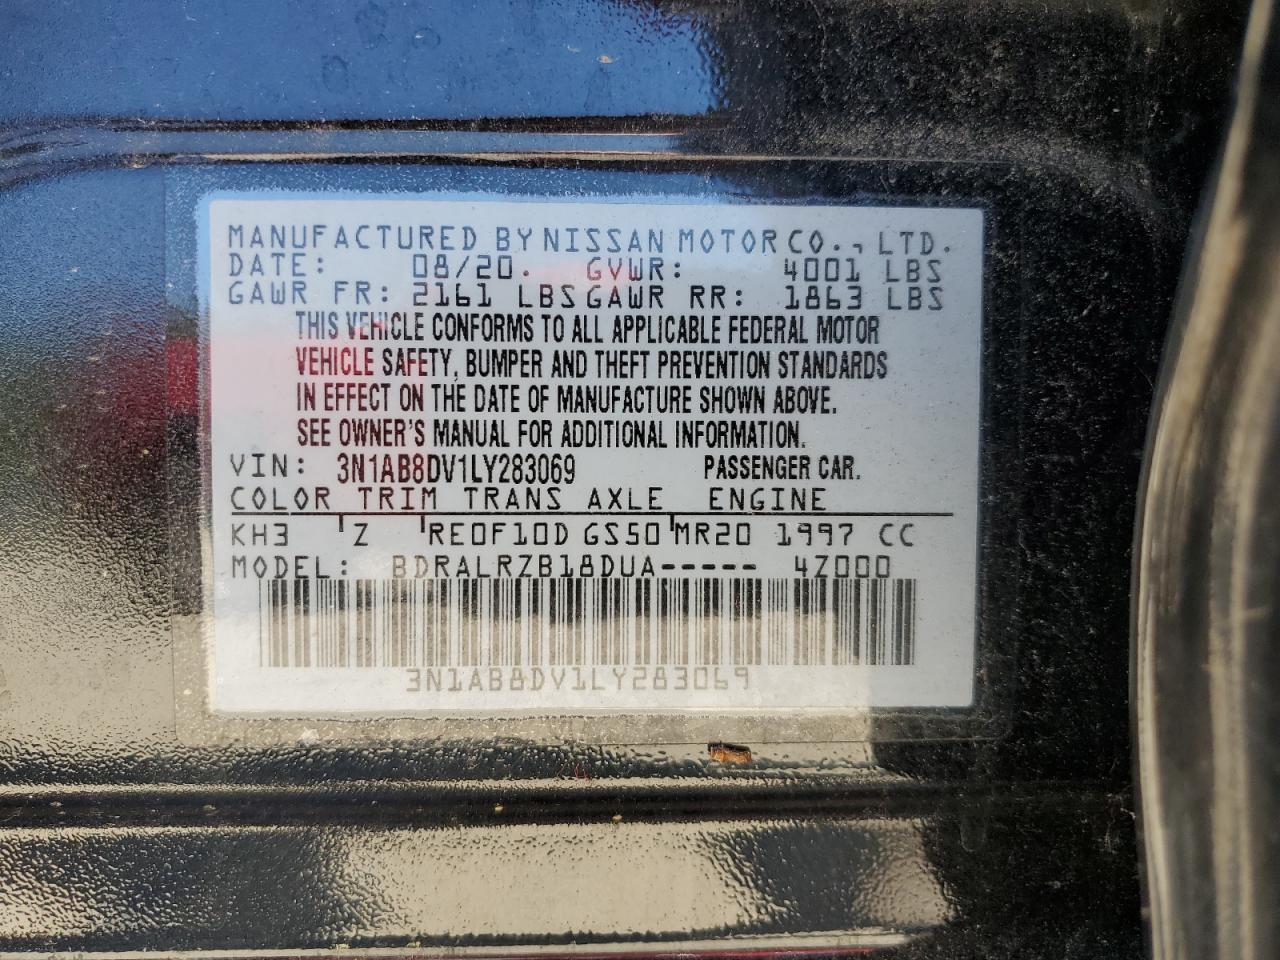 MANUFACTURED BY NISSAN MOTOR CO., LTD.
DATE: 08/20. GVWR: 4001 LBS
GAWR FR: 2161 LBS GAWR RR: 1863 LBS
THIS VEHICLE CONFORMS TO ALL APPLICABLE FEDERAL MOTOR
VEHICLE SAFETY, BUMPER AND THEFT PREVENTION STANDARDS
IN EFFECT ON THE DATE OF MANUFACTURE SHOWN ABOVE.
SEE OWNER'S MANUAL FOR ADDITIONAL INFORMATION.
VIN: 3N1AB8DV1LY283069 PASSENGER CAR.
COLOR TRIM TRANS AXLE ENGINE
KH3 Z RE0F10D GS50 MR20 1997 CC
MODEL: BDRALRZB18DUA----- 4Z000
3N1AB8DV1LY283069